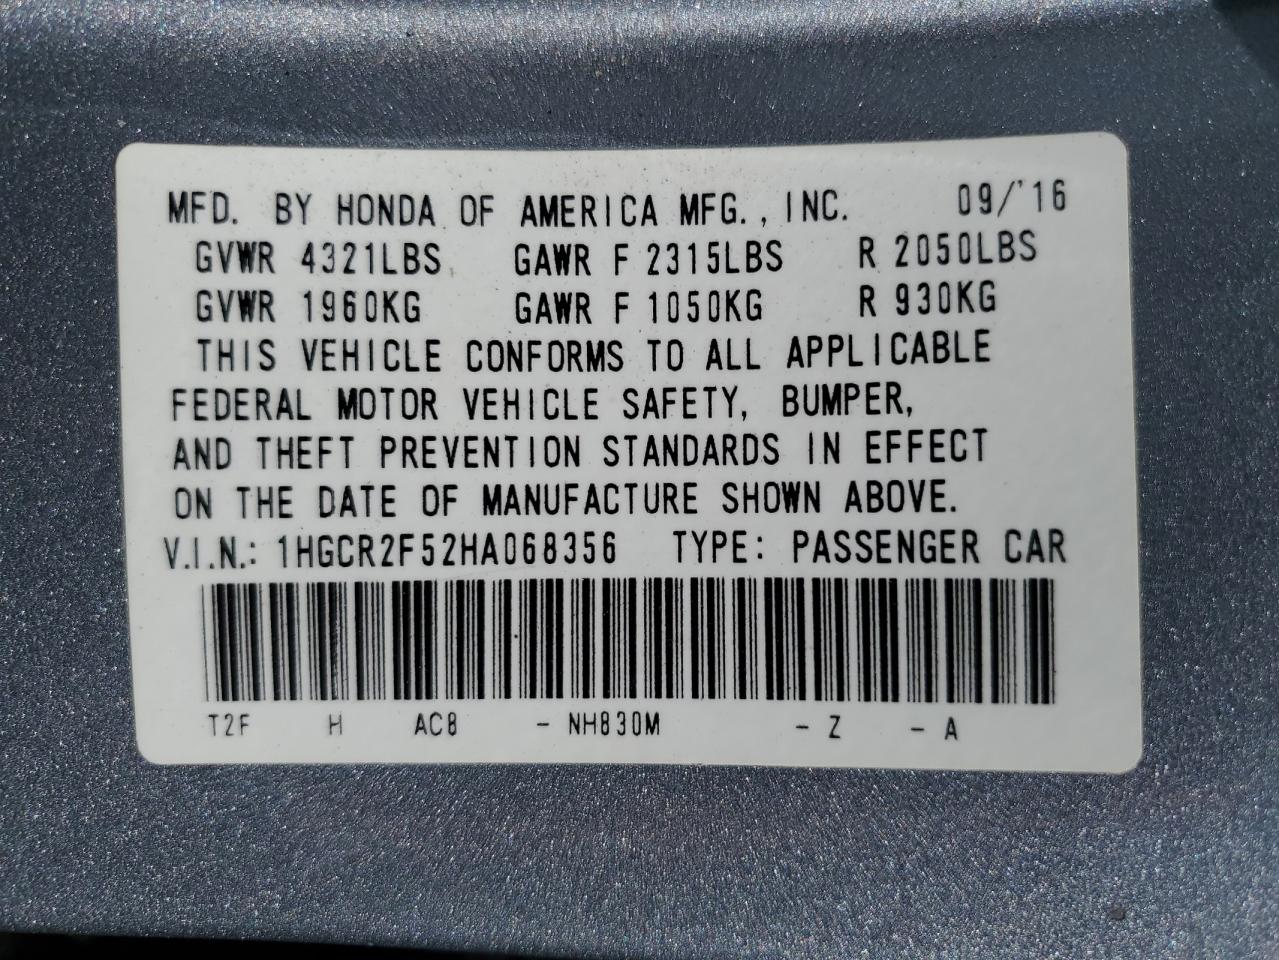 MFD. BY HONDA OF AMERICA MFG., INC. 09/'16
GVWR 4321LBS GAWR F 2315LBS R 2050LBS
GVWR 1960KG GAWR F 1050KG R 930KG
THIS VEHICLE CONFORMS TO ALL APPLICABLE
FEDERAL MOTOR VEHICLE SAFETY, BUMPER,
AND THEFT PREVENTION STANDARDS IN EFFECT
ON THE DATE OF MANUFACTURE SHOWN ABOVE.
V.I.N.: 1HGCR2F52HA068356 TYPE: PASSENGER CAR
T2F H AC8 - NH830M - Z - A